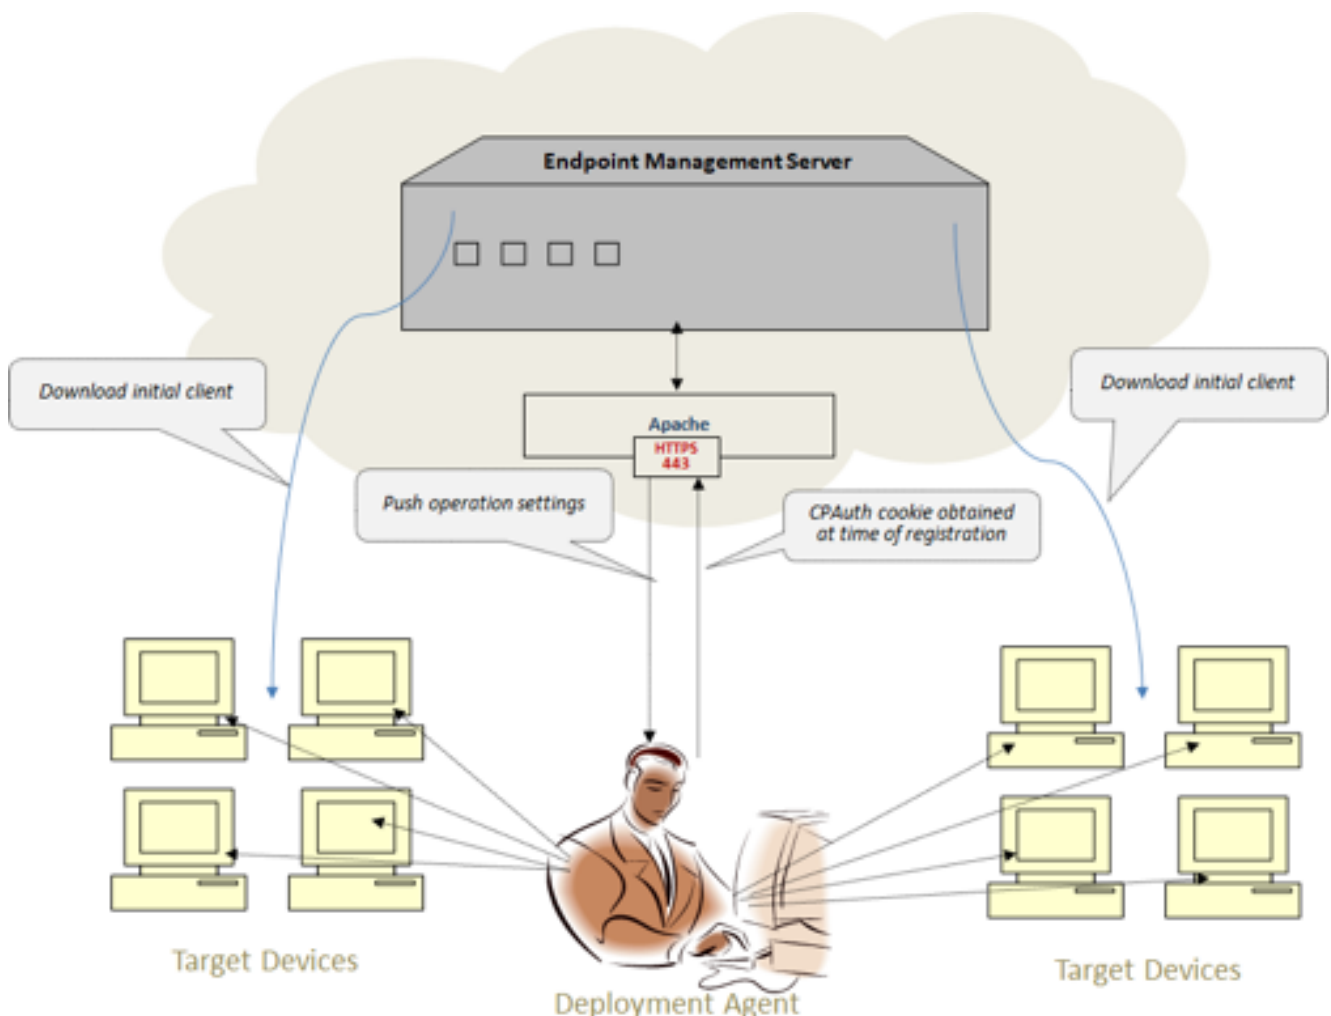 Endpoint Management Server
Download initial client
Download initial client
Apache
HTTPS
443
Push operation settings
CPAuth cookie obtained
at time of registration
Target Devices
Target Devices
Deployment Agent